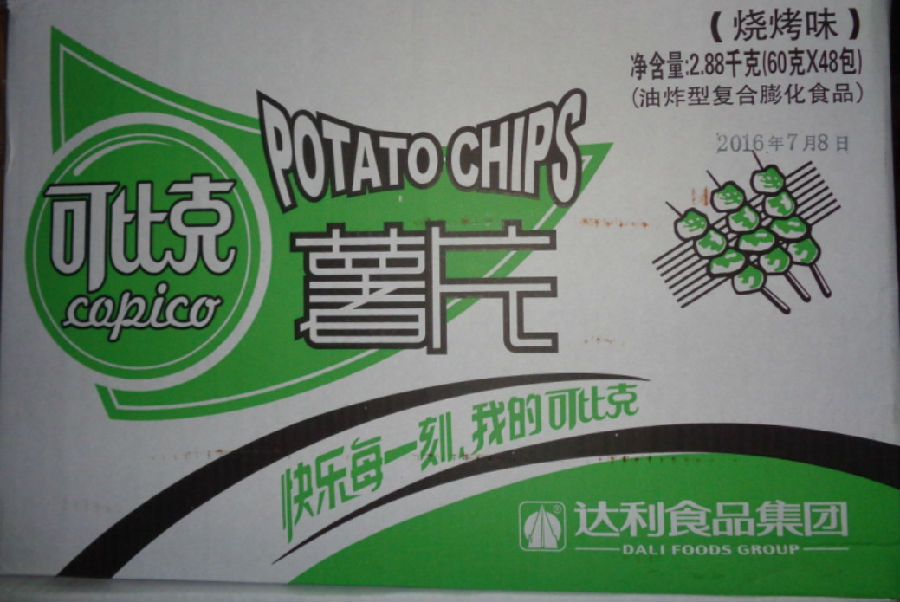 (烧烤味)
净含量:2.88千克(60克X48包)
(油炸型复合膨化食品)
2016年7月8日
POTATO CHIPS
可比克
copico
薯片
快乐每一刻,我的可比克
达利食品集团
DALI FOODS GROUP